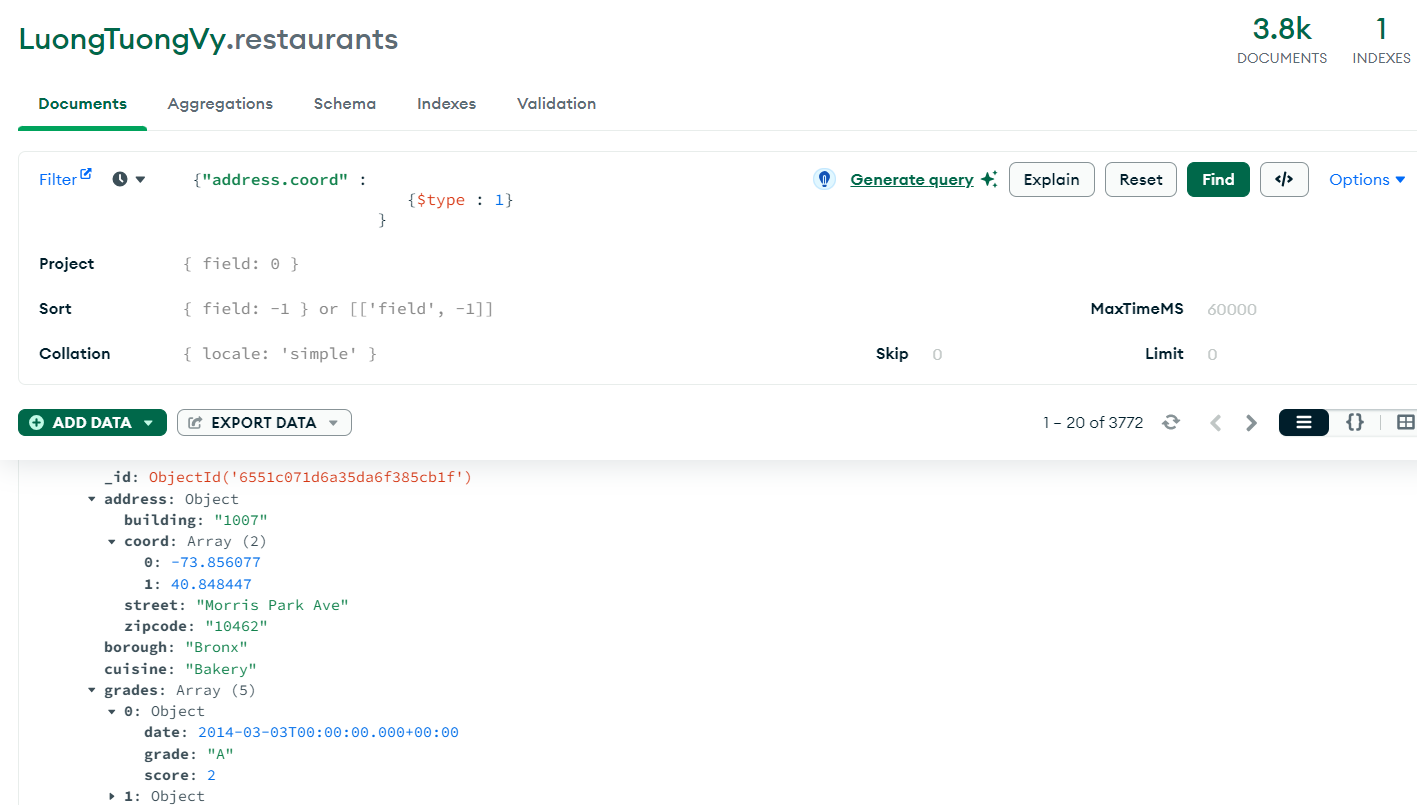 LuongTuongVy.restaurants
3.8k 1
DOCUMENTS INDEXES
Documents Aggregations Schema Indexes Validation
Filter {"address.coord" : Generate query Explain Reset Find </> Options
{$type : 1}
}
Project { field: 0 }
Sort { field: -1 } or [['field', -1]] MaxTimeMS 60000
Collation { locale: 'simple' } Skip 0 Limit 0
ADD DATA EXPORT DATA 1 – 20 of 3772 {}
_id: ObjectId('6551c071d6a35da6f385cb1f')
address: Object
building: "1007"
coord: Array (2)
0: -73.856077
1: 40.848447
street: "Morris Park Ave"
zipcode: "10462"
borough: "Bronx"
cuisine: "Bakery"
grades: Array (5)
0: Object
date: 2014-03-03T00:00:00.000+00:00
grade: "A"
score: 2
1: Object